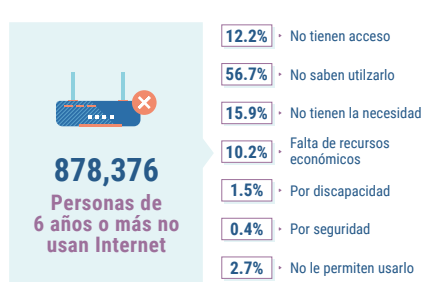 878,376
Personas de
6 años o más no
usan Internet
12.2% No tienen acceso
56.7% No saben utilzarlo
15.9% No tienen la necesidad
10.2% Falta de recursos
económicos
1.5% Por discapacidad
0.4% Por seguridad
2.7% No le permiten usarlo